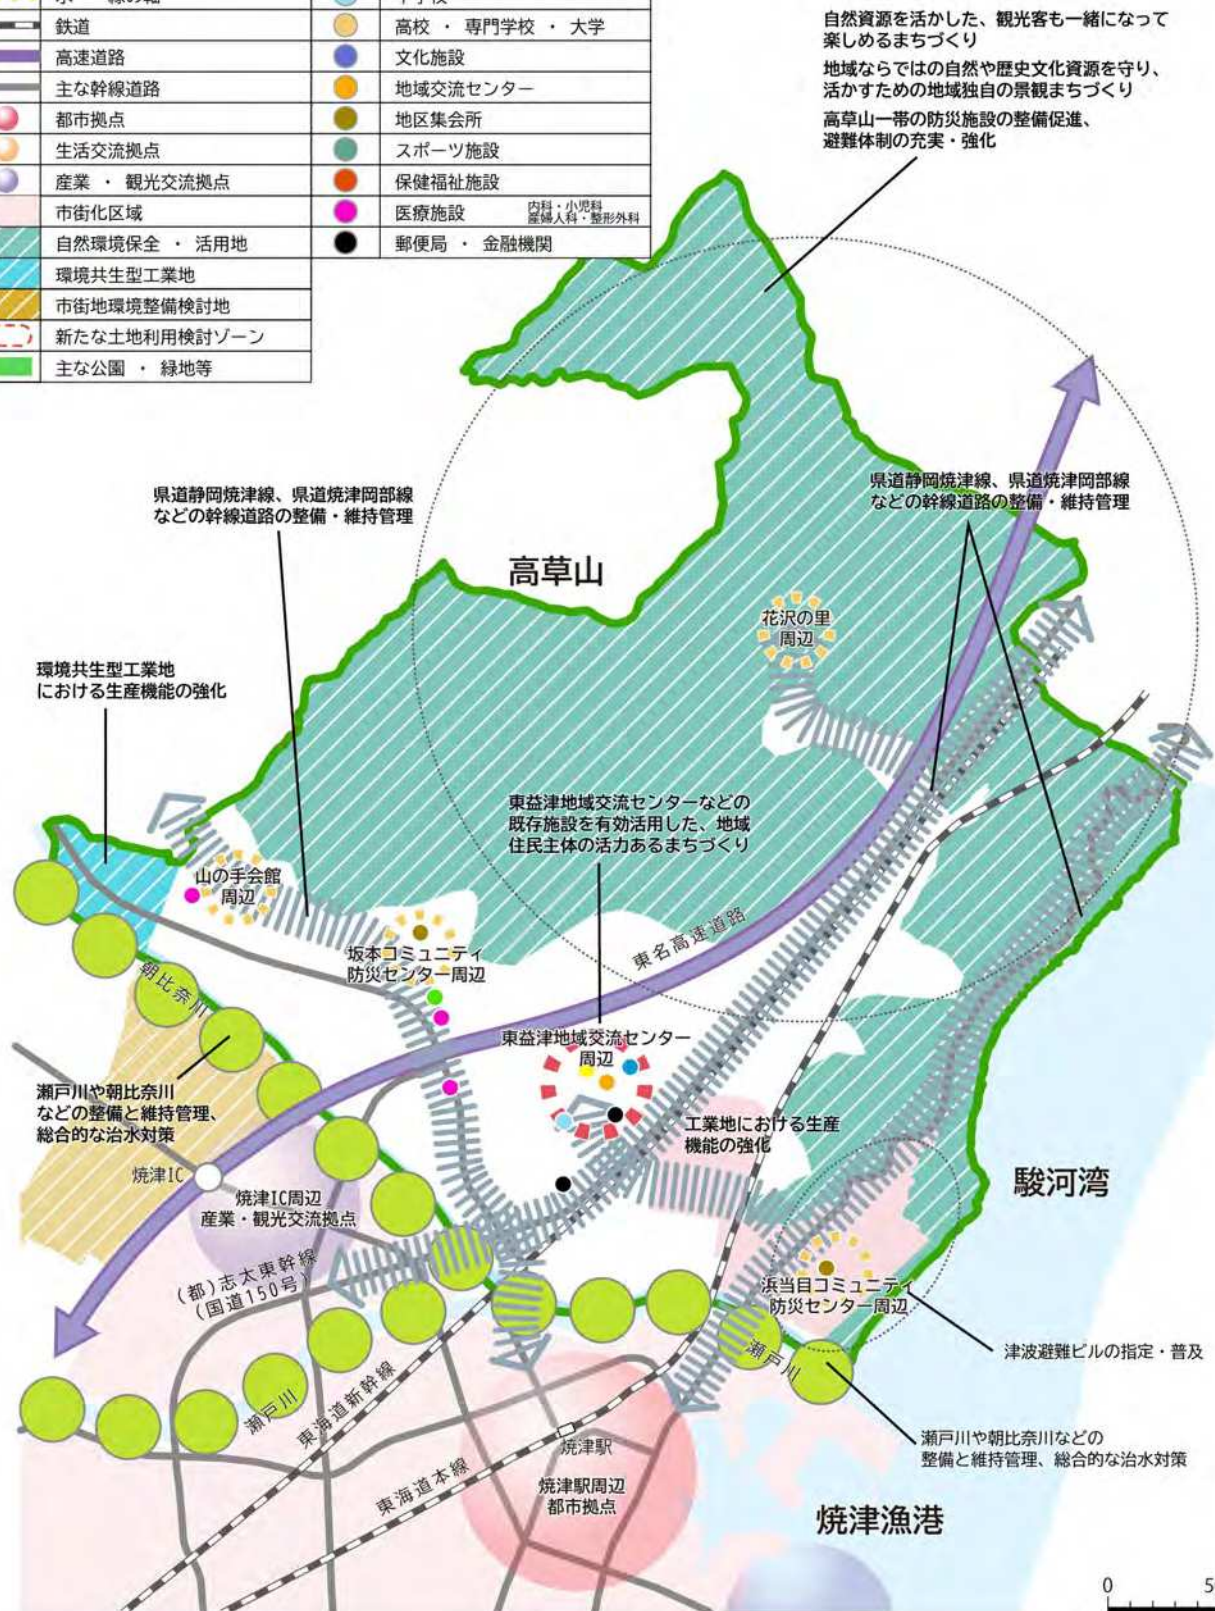 鉄道
高速道路
主な幹線道路
都市拠点
生活交流拠点
産業 ・ 観光交流拠点
市街化区域
自然環境保全 ・ 活用地
環境共生型工業地
市街地環境整備検討地
新たな土地利用検討ゾーン
主な公園 ・ 緑地等
高校 ・ 専門学校 ・ 大学
文化施設
地域交流センター
地区集会所
スポーツ施設
保健福祉施設
医療施設
内科・小児科
産婦人科・整形外科
郵便局 ・ 金融機関
自然資源を活かした、観光客も一緒になって
楽しめるまちづくり
地域ならではの自然や歴史文化資源を守り、
活かすための地域独自の景観まちづくり
高草山一帯の防災施設の整備促進、
避難体制の充実・強化
県道静岡焼津線、県道焼津岡部線
などの幹線道路の整備・維持管理
県道静岡焼津線、県道焼津岡部線
などの幹線道路の整備・維持管理
高草山
花沢の里
周辺
環境共生型工業地
における生産機能の強化
東益津地域交流センターなどの
既存施設を有効活用した、地域
住民主体の活力あるまちづくり
山の手会館
周辺
坂本コミュニティ
防災センター周辺
東名高速道路
朝比奈川
東益津地域交流センター
周辺
瀬戸川や朝比奈川
などの整備と維持管理、
総合的な治水対策
工業地における生産
機能の強化
焼津IC
焼津IC周辺
産業・観光交流拠点
駿河湾
(都)志太東幹線
(国道150号)
浜当目コミュニティ
防災センター周辺
津波避難ビルの指定・普及
瀬戸川
瀬戸川
東海道新幹線
東海道本線
焼津駅
焼津駅周辺
都市拠点
瀬戸川や朝比奈川などの
整備と維持管理、総合的な治水対策
焼津漁港
0